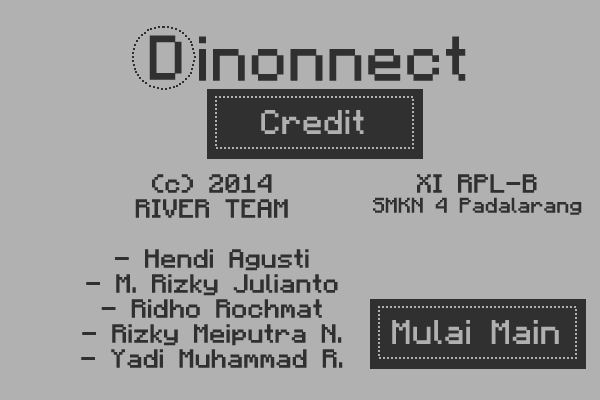 Dinonnect
Credit
(c) 2014
RIVER TEAM
XI RPL-B
SMKN 4 Padalarang
- Hendi Agusti
- M. Rizky Julianto
- Ridho Rochmat
- Rizky Meiputra N.
- Yadi Muhammad R.
Mulai Main